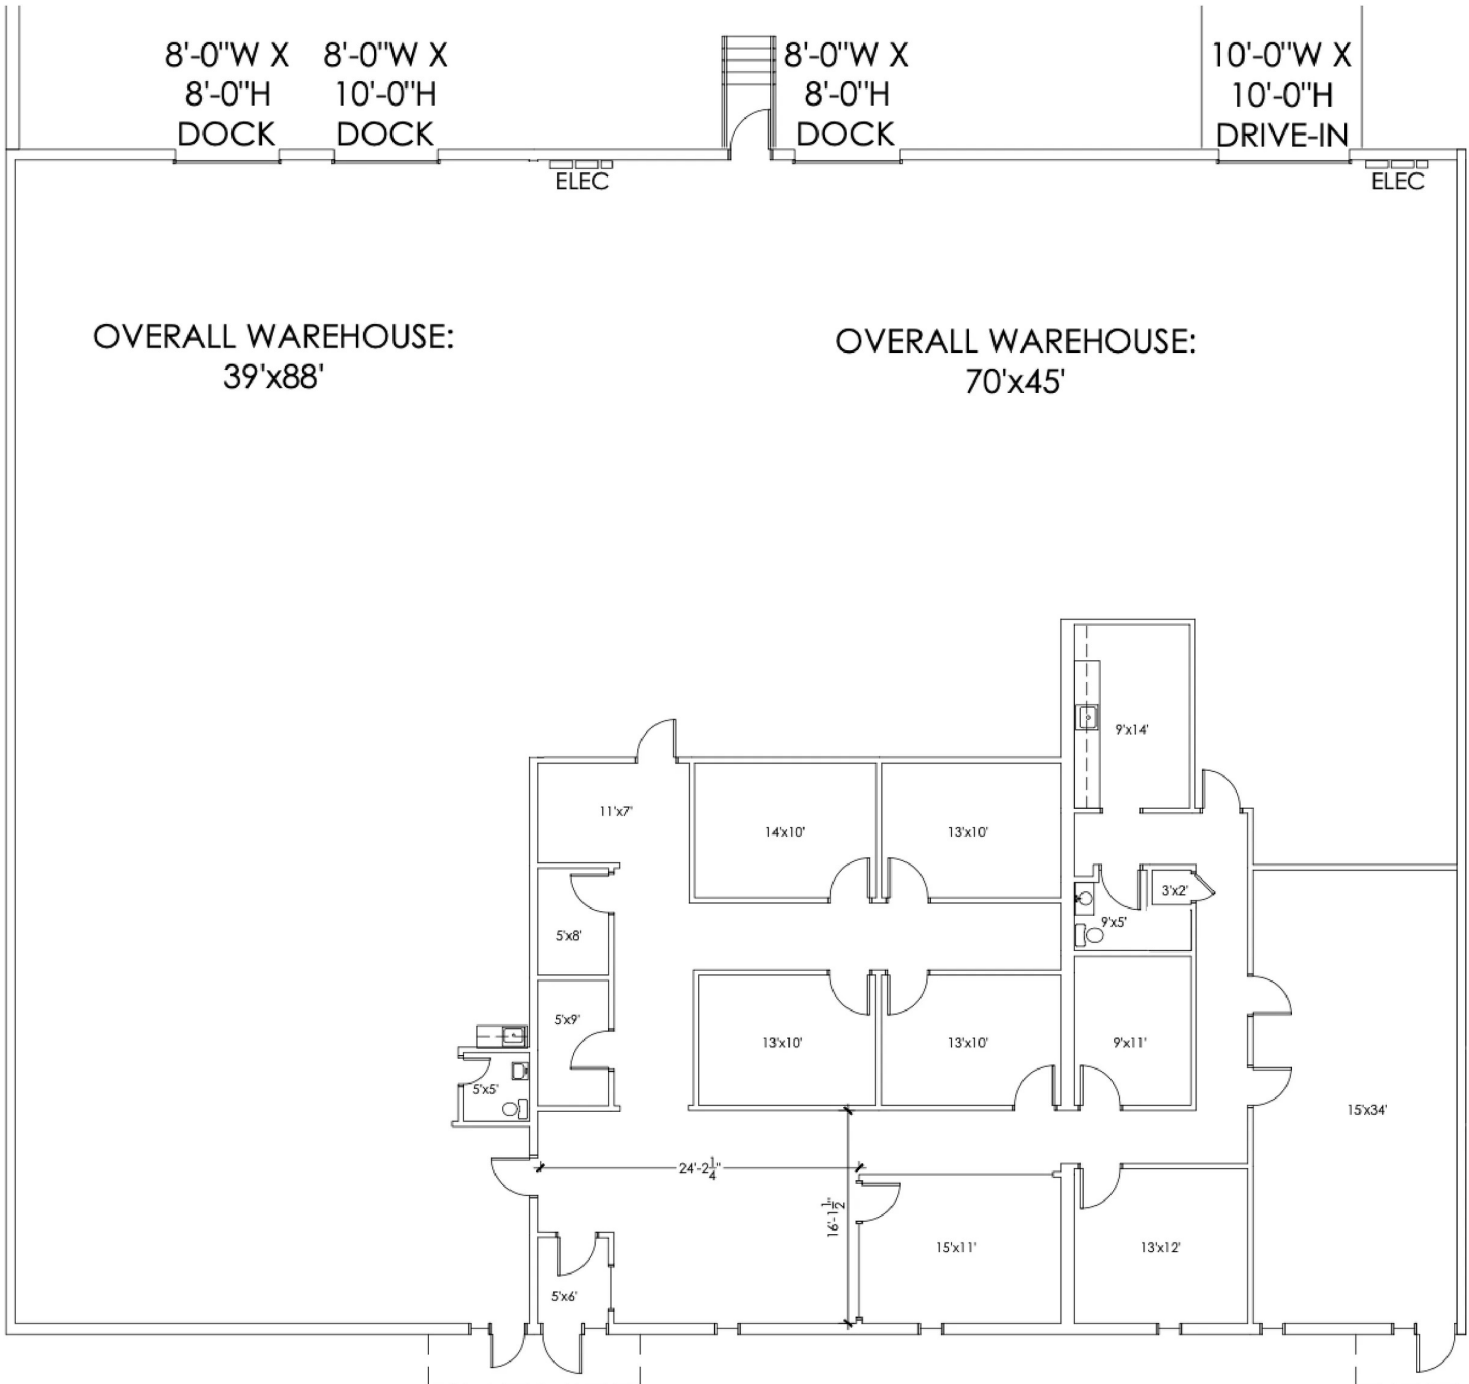 8'-0"W X
8'-0"H
DOCK
8'-0"W X
10'-0"H
DOCK
8'-0"W X
8'-0"H
DOCK
10'-0"W X
10'-0"H
DRIVE-IN
ELEC
ELEC
OVERALL WAREHOUSE:
39'x88'
OVERALL WAREHOUSE:
70'x45'
9'x14'
11'x7'
14'x10'
13'x10'
3'x2'
9'x5'
5'x8'
5'x9'
13'x10'
13'x10'
9'x11'
5'x5'
15'x34'
24'-2 1/4"
16'-1 1/2"
15'x11'
13'x12'
5'x6'